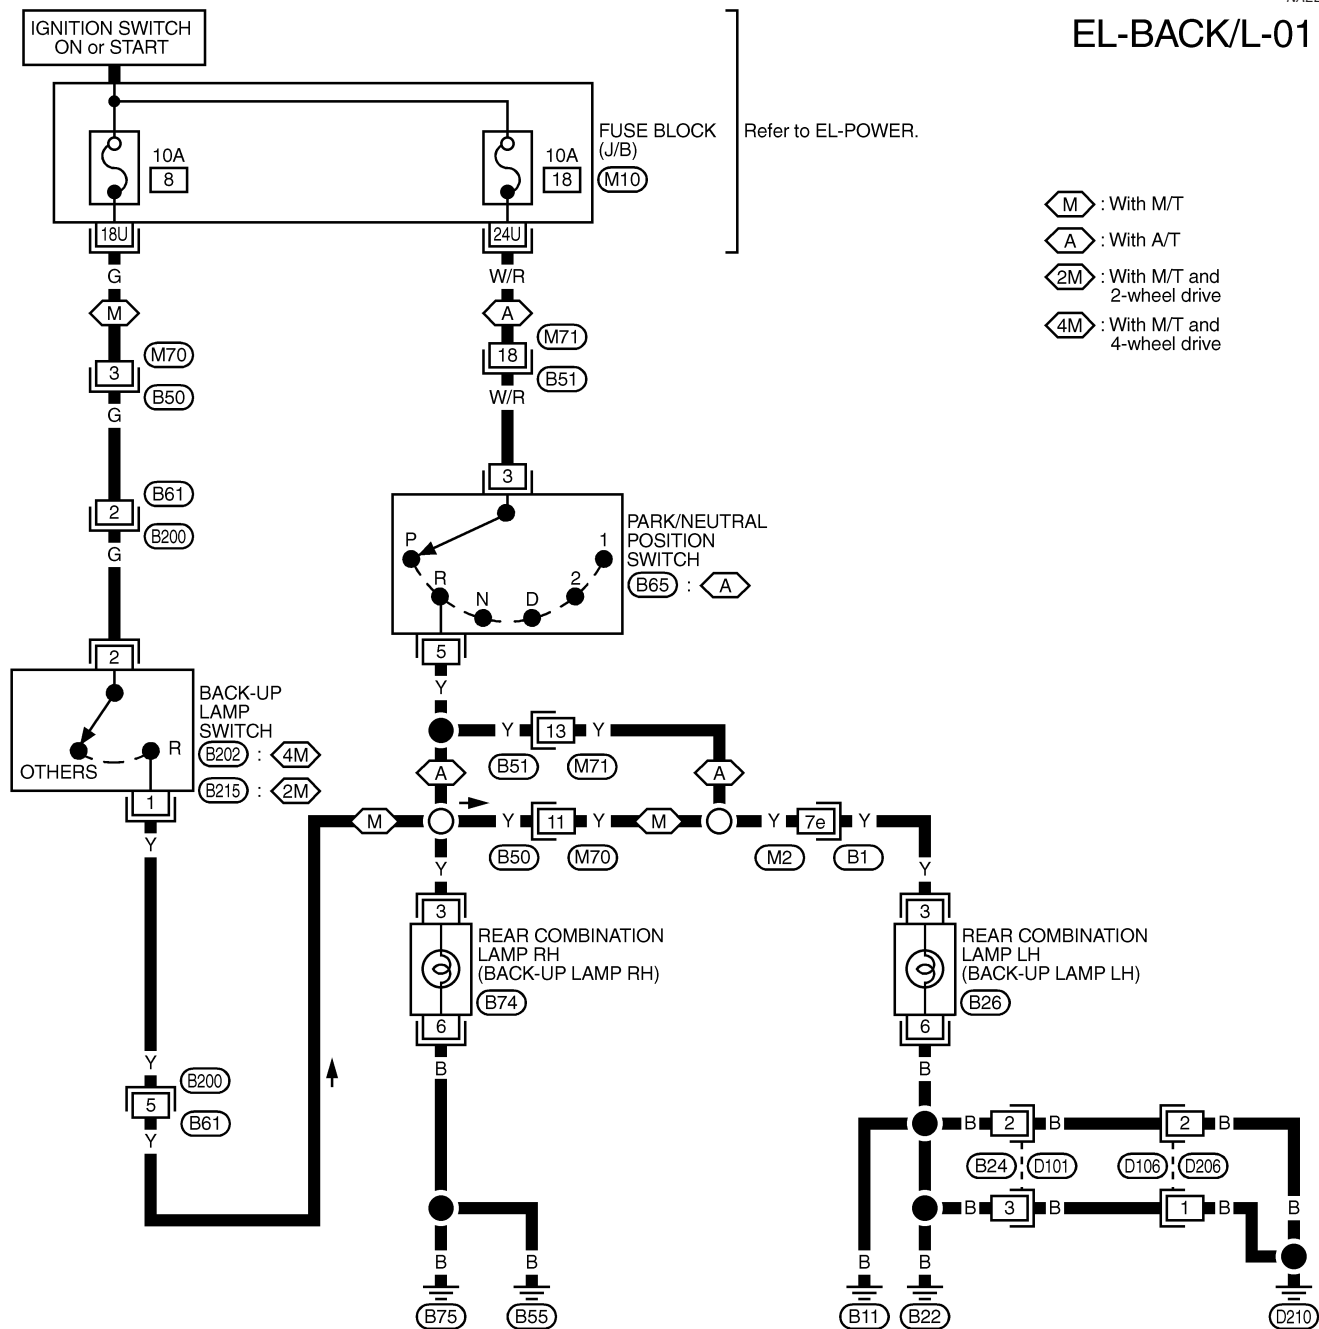 EL-BACK/L-01
IGNITION SWITCH
ON or START
FUSE BLOCK
(J/B)
M10
Refer to EL-POWER.
10A
8
10A
18
18U
24U
M : With M/T
A : With A/T
2M : With M/T and
2-wheel drive
4M : With M/T and
4-wheel drive
G
M
3
M70
B50
G
2
B61
B200
G
2
W/R
A
18
M71
B51
W/R
3
PARK/NEUTRAL
POSITION
SWITCH
B65 : A
P
R
N
D
2
1
5
Y
BACK-UP
LAMP
SWITCH
B202 : 4M
B215 : 2M
OTHERS
R
1
Y
Y 13 Y
B51 M71
A
A
M
Y 11 Y M
B50 M70
Y 7e Y
M2 B1
Y
Y
3
REAR COMBINATION
LAMP RH
(BACK-UP LAMP RH)
B74
6
B
3
REAR COMBINATION
LAMP LH
(BACK-UP LAMP LH)
B26
6
B
Y
5
B200
B61
Y
B 2 B 2 B
B24 D101 D106 D206
B 3 B 1 B
B
B
B
B
B
B75
B55
B11
B22
D210